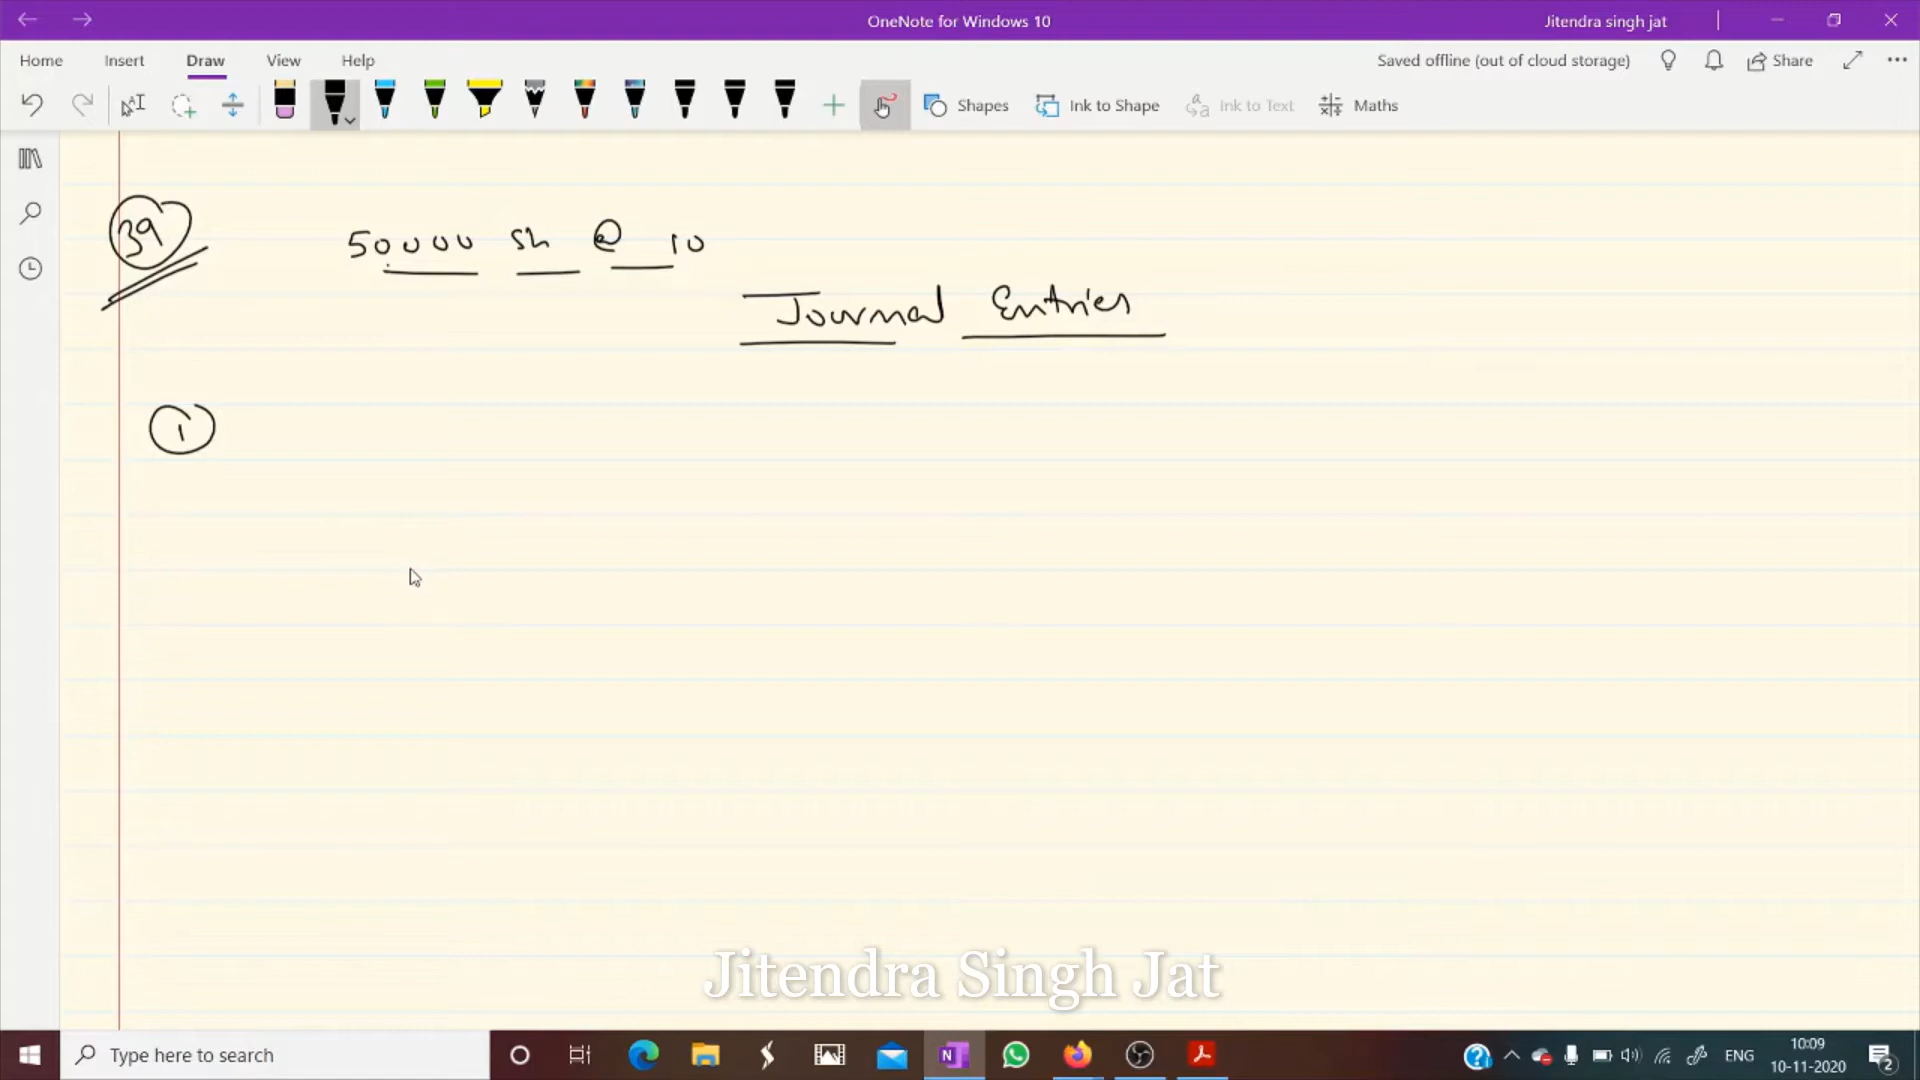 OneNote for Windows 10
Jitendra singh jat
Home Insert Draw View Help
Saved offline (out of cloud storage)
Share
Shapes
Ink to Shape
Ink to Text
Maths
39
50000 sh @ 10
Journal Entries
1
Jitendra Singh Jat
Type here to search
ENG
10:09
10-11-2020
2